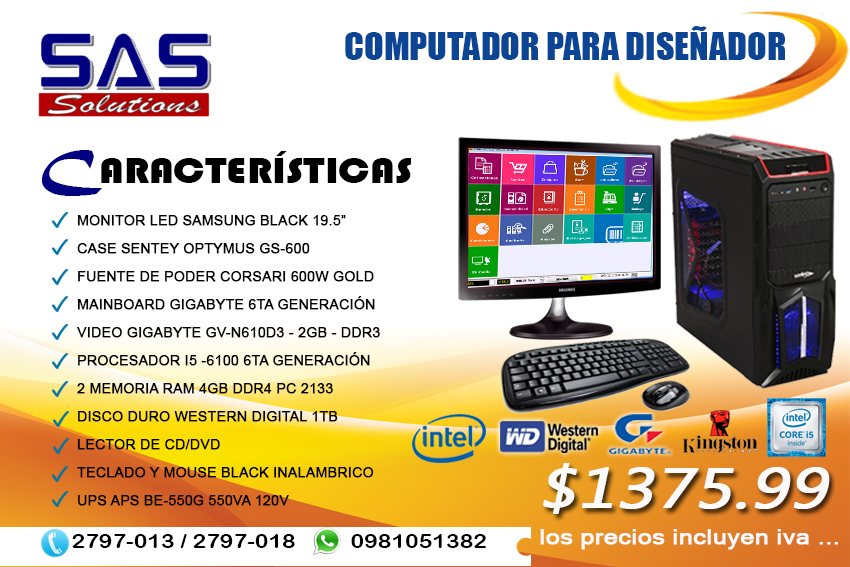 SAS
Solutions
COMPUTADOR PARA DISEÑADOR
CARACTERÍSTICAS
MONITOR LED SAMSUNG BLACK 19.5"
CASE SENTEY OPTYMUS GS-600
FUENTE DE PODER CORSARI 600W GOLD
MAINBOARD GIGABYTE 6TA GENERACIÓN
VIDEO GIGABYTE GV-N610D3 - 2GB - DDR3
PROCESADOR I5 -6100 6TA GENERACIÓN
2 MEMORIA RAM 4GB DDR4 PC 2133
DISCO DURO WESTERN DIGITAL 1TB
LECTOR DE CD/DVD
TECLADO Y MOUSE BLACK INALAMBRICO
UPS APS BE-550G 550VA 120V
SAMSUNG
intel
WD Western Digital
GIGABYTE
Kingston
intel
CORE i5
inside
$1375.99
los precios incluyen iva ...
2797-013 / 2797-018 0981051382